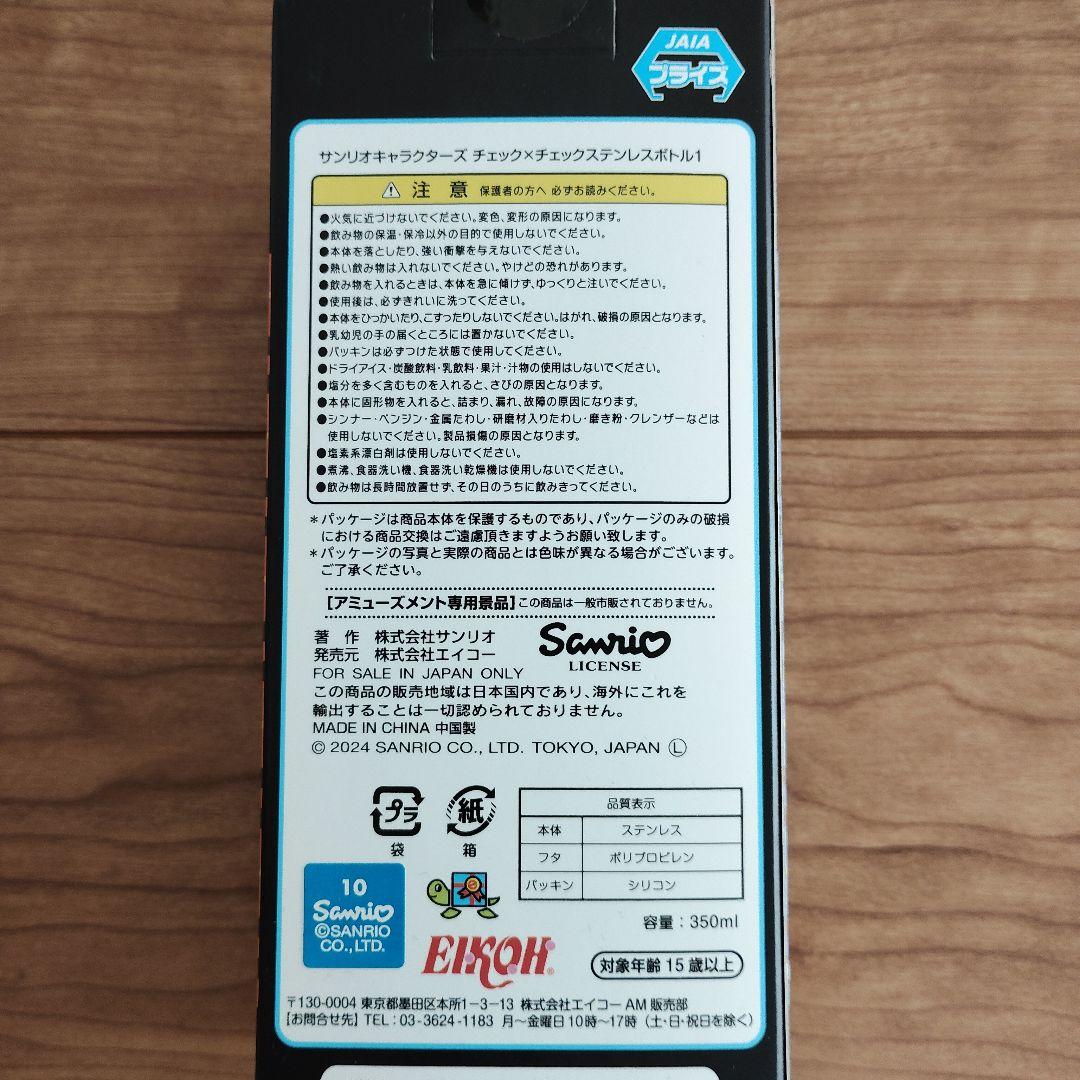 JAIA
プライズ
サンリオキャラクターズ チェック×チェックステンレスボトル1
注 意 保護者の方へ 必ずお読みください。
●火気に近づけないでください。変色、変形の原因になります。
●飲み物の保温・保冷以外の目的で使用しないでください。
●本体を落としたり、強い衝撃を与えないでください。
●熱い飲み物は入れないでください。やけどの恐れがあります。
●飲み物を入れるときは、本体を急に傾けず、ゆっくりと注いでください。
●使用後は、必ずきれいに洗ってください。
●本体をひっかいたり、こすったりしないでください。はがれ、破損の原因となります。
●乳幼児の手の届くところには置かないでください。
●パッキンは必ずつけた状態で使用してください。
●ドライアイス・炭酸飲料・乳飲料・果汁・汁物の使用はしないでください。
●塩分を多く含むものを入れると、さびの原因となります。
●本体に固形物を入れると、詰まり、漏れ、故障の原因になります。
●シンナー・ベンジン・金属たわし・研磨材入りたわし・磨き粉・クレンザーなどは
使用しないでください。製品損傷の原因となります。
●塩素系漂白剤は使用しないでください。
●煮沸、食器洗い機、食器洗い乾燥機は使用しないでください。
●飲み物は長時間放置せず、その日のうちに飲みきってください。
＊パッケージは商品本体を保護するものであり、パッケージのみの破損
における商品交換はご遠慮頂きますようお願い致します。
＊パッケージの写真と実際の商品とは色味が異なる場合がございます。
ご了承ください。
[アミューズメント専用景品] この商品は一般市販されておりません。
著 作 株式会社サンリオ
発売元 株式会社エイコー
Sanrio
LICENSE
FOR SALE IN JAPAN ONLY
この商品の販売地域は日本国内であり、海外にこれを
輸出することは一切認められておりません。
MADE IN CHINA 中国製
© 2024 SANRIO CO., LTD. TOKYO, JAPAN Ⓛ
プラ
袋
紙
箱
品質表示
本体 ステンレス
フタ ポリプロピレン
パッキン シリコン
容量：350ml
対象年齢 15 歳以上
10
Sanrio
©SANRIO
CO., LTD.
EIKOH®
〒130-0004 東京都墨田区本所1-3-13 株式会社エイコー AM 販売部
【お問合せ先】 TEL：03-3624-1183 月～金曜日10時～17時（土・日・祝日を除く）